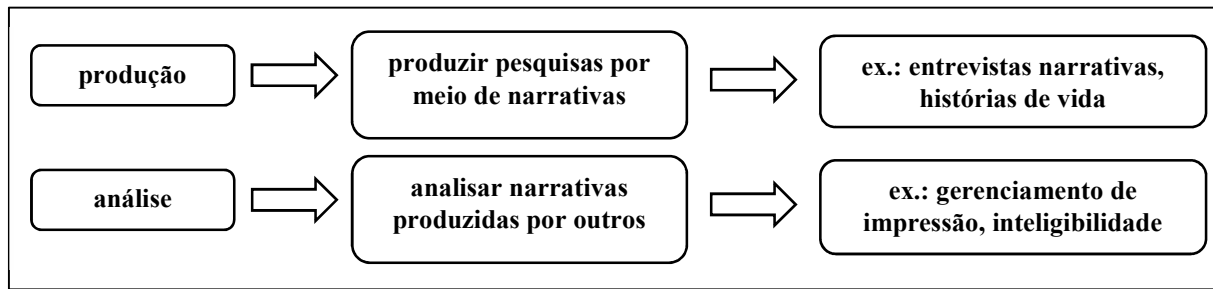 produção
produzir pesquisas por
meio de narrativas
ex.: entrevistas narrativas,
histórias de vida
análise
analisar narrativas
produzidas por outros
ex.: gerenciamento de
impressão, inteligibilidade